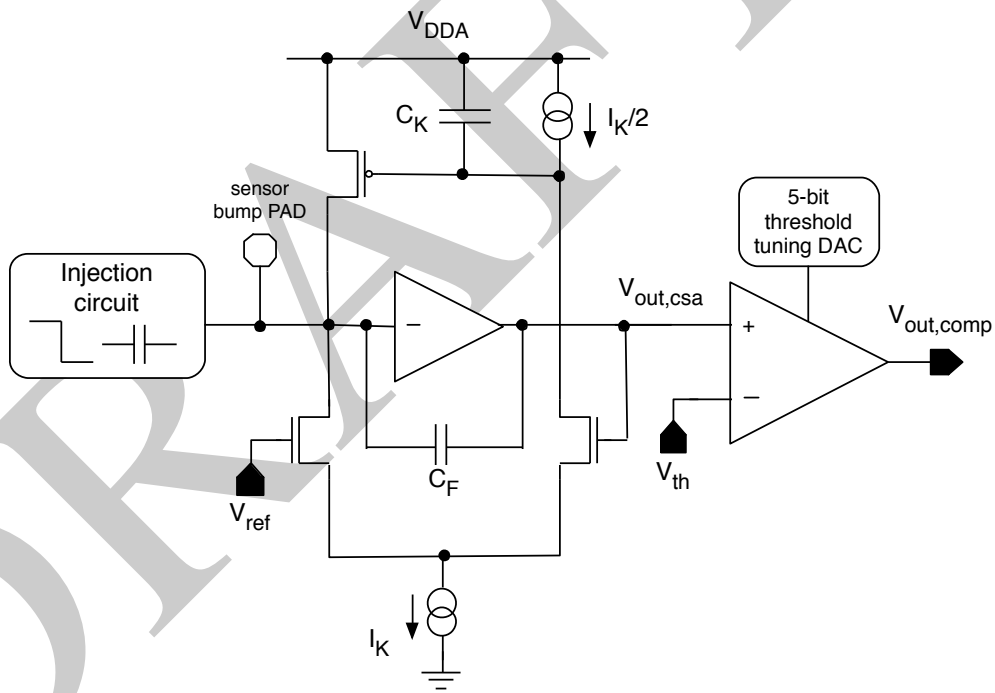 V_DDA
C_K
I_K/2
sensor
bump PAD
5-bit
threshold
tuning DAC
Injection
circuit
−
V_out,csa
+
V_out,comp
−
V_th
C_F
V_ref
I_K
DRAFT